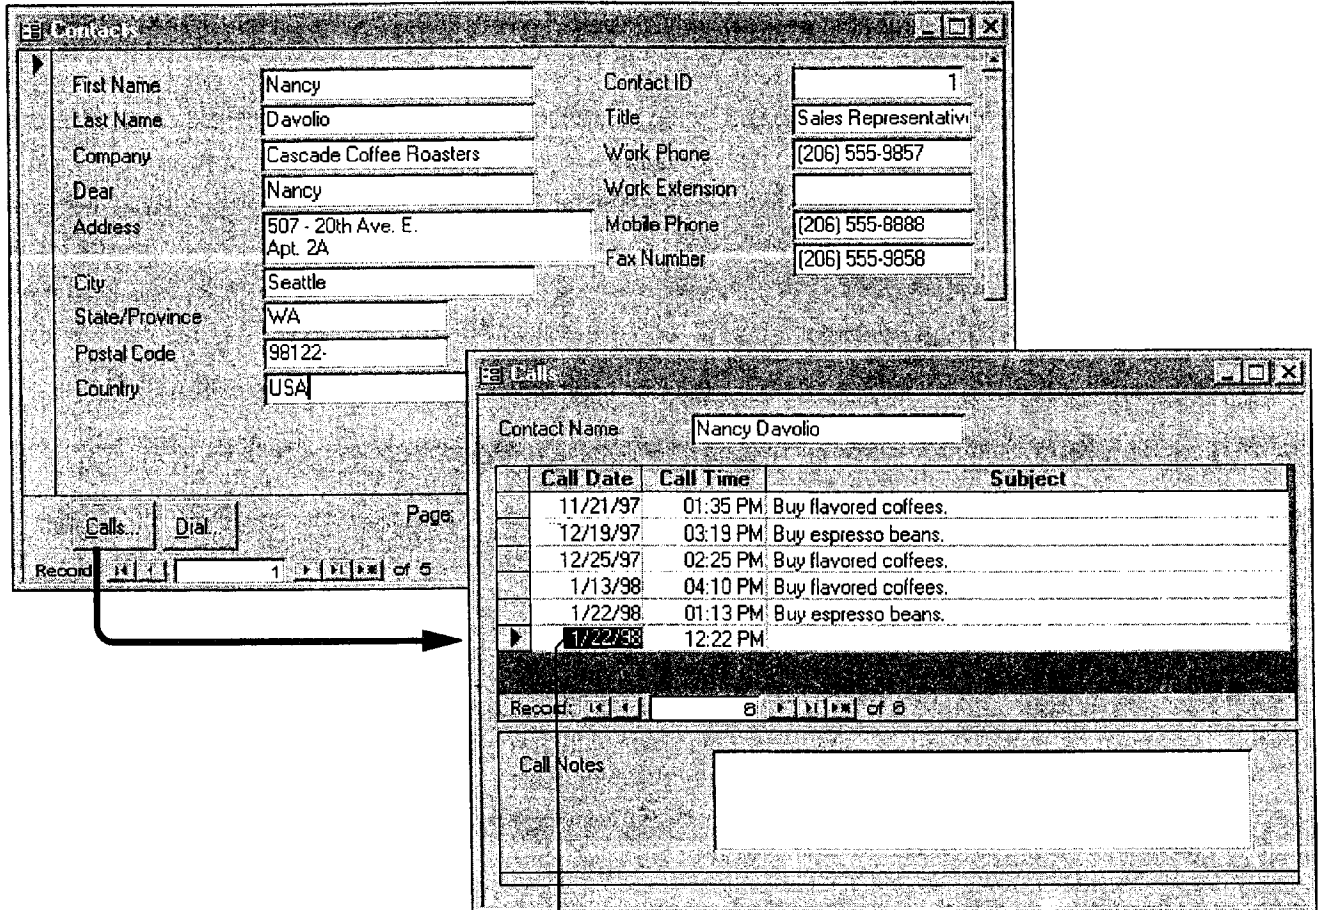 Contacts
First Name Nancy Contact ID 1
Last Name Davolio Title Sales Representativ
Company Cascade Coffee Roasters Work Phone (206) 555-9857
Dear Nancy Work Extension
Address 507 - 20th Ave. E. Mobile Phone (206) 555-8888
Apt. 2A
Fax Number (206) 555-9858
City Seattle
State/Province WA
Postal Code 98122-
Country USA
Calls... Dial... Page:
Record: 1 of 5
Calls
Contact Name Nancy Davolio
Call Date Call Time Subject
11/21/97 01:35 PM Buy flavored coffees.
12/19/97 03:19 PM Buy espresso beans.
12/25/97 02:25 PM Buy flavored coffees.
1/13/98 04:10 PM Buy flavored coffees.
1/22/98 01:13 PM Buy espresso beans.
1/22/98 12:22 PM
Record: 6 of 6
Call Notes